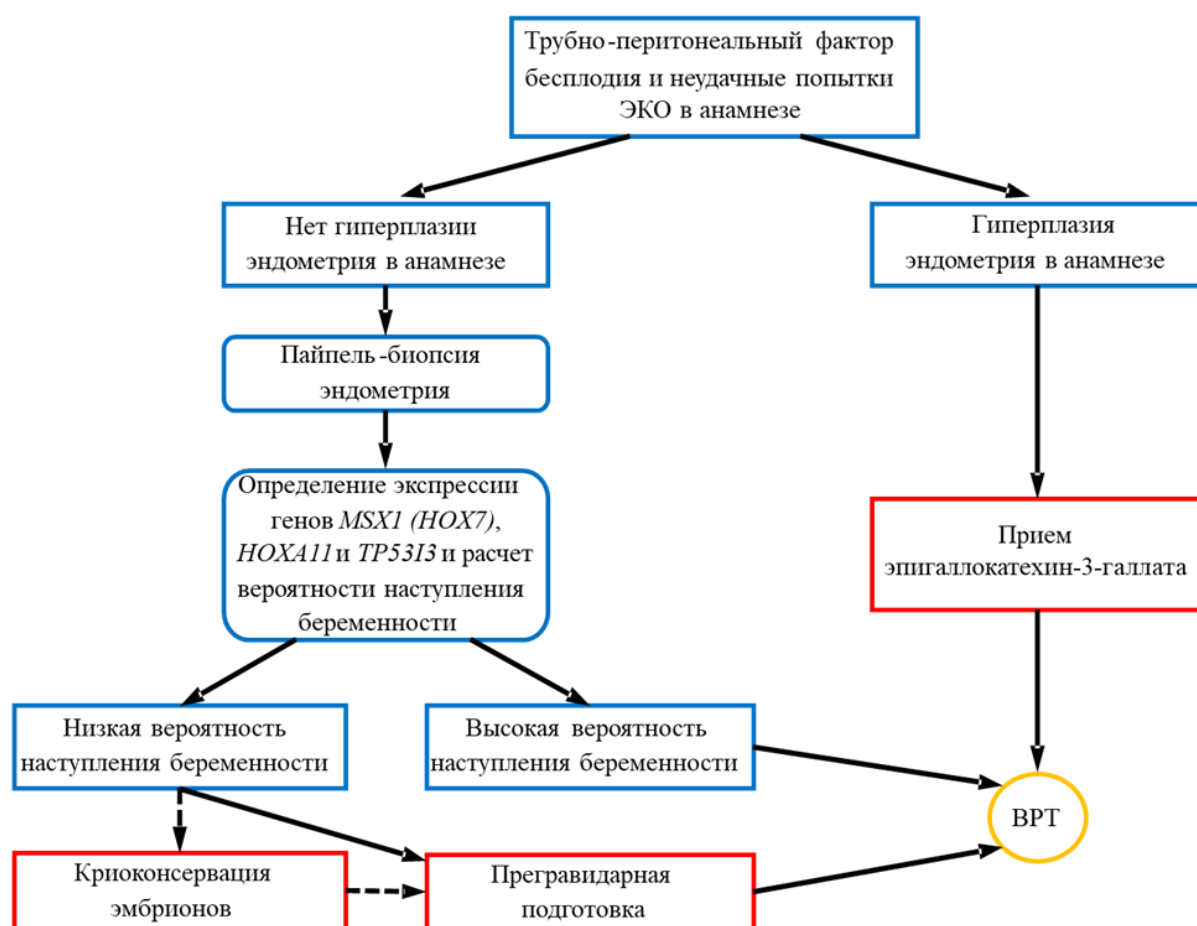 Трубно-перитонеальный фактор
бесплодия и неудачные попытки
ЭКО в анамнезе
Нет гиперплазии
эндометрия в анамнезе
Гиперплазия
эндометрия в анамнезе
Пайпель-биопсия
эндометрия
Определение экспрессии
генов MSX1 (HOX7),
HOXA11 и TP53I3 и расчет
вероятности наступления
беременности
Прием
эпигаллокатехин-3-галлата
Низкая вероятность
наступления беременности
Высокая вероятность
наступления беременности
ВРТ
Криоконсервация
эмбрионов
Прегравидарная
подготовка